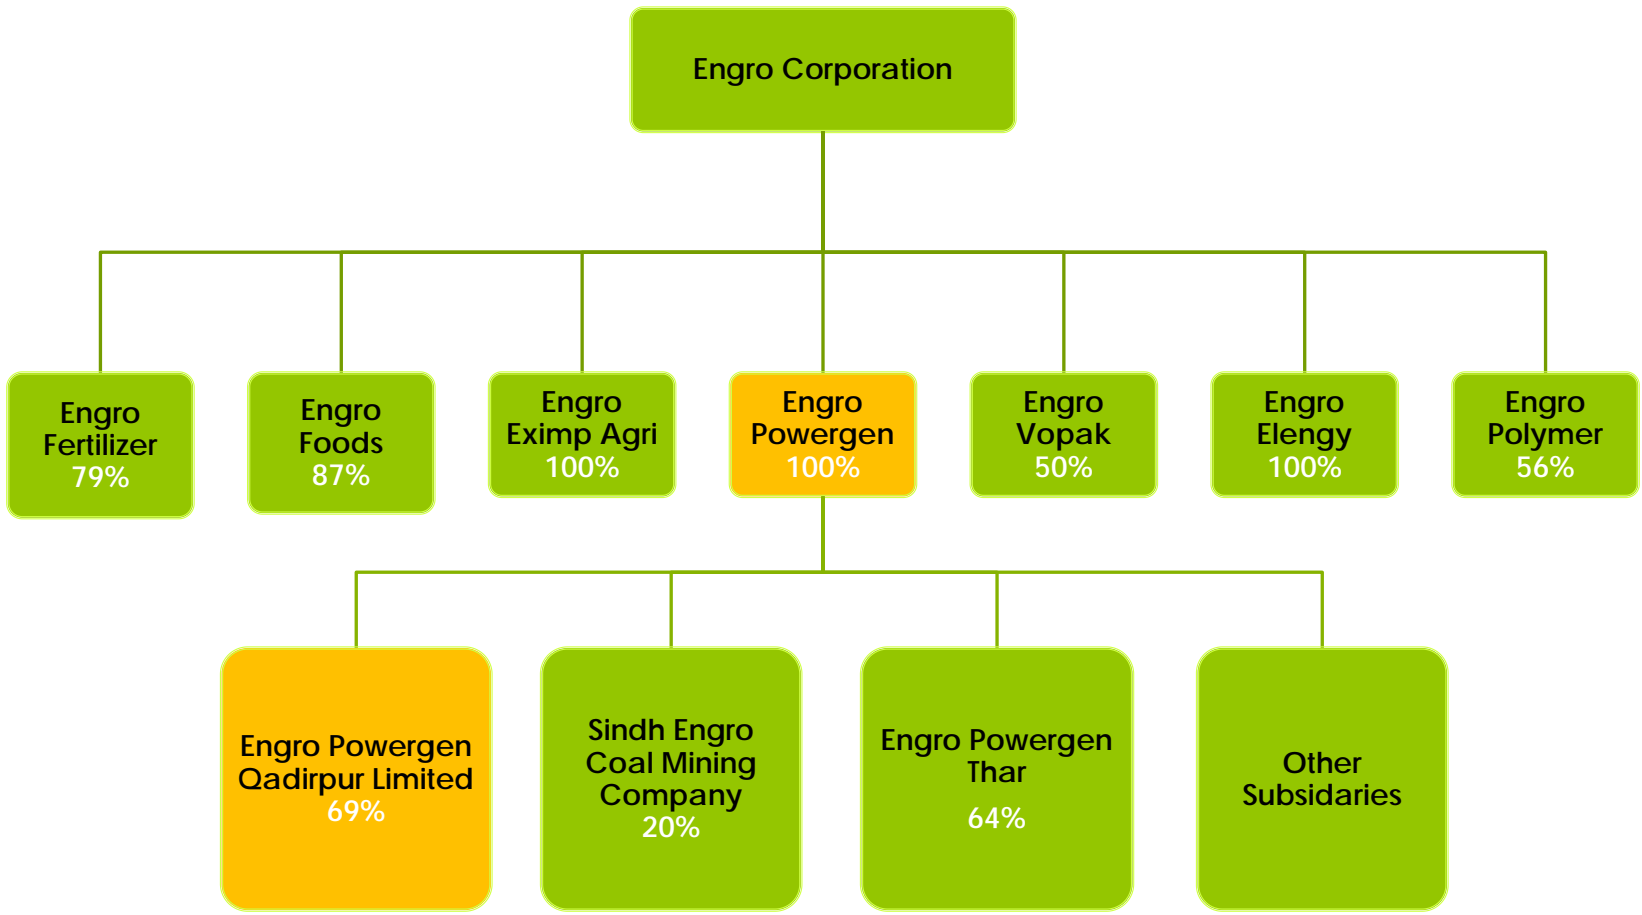 Engro Corporation
Engro
Fertilizer
79%
Engro
Foods
87%
Engro
Eximp Agri
100%
Engro
Powergen
100%
Engro
Vopak
50%
Engro
Elengy
100%
Engro
Polymer
56%
Engro Powergen
Qadirpur Limited
69%
Sindh Engro
Coal Mining
Company
20%
Engro Powergen
Thar
64%
Other
Subsidaries